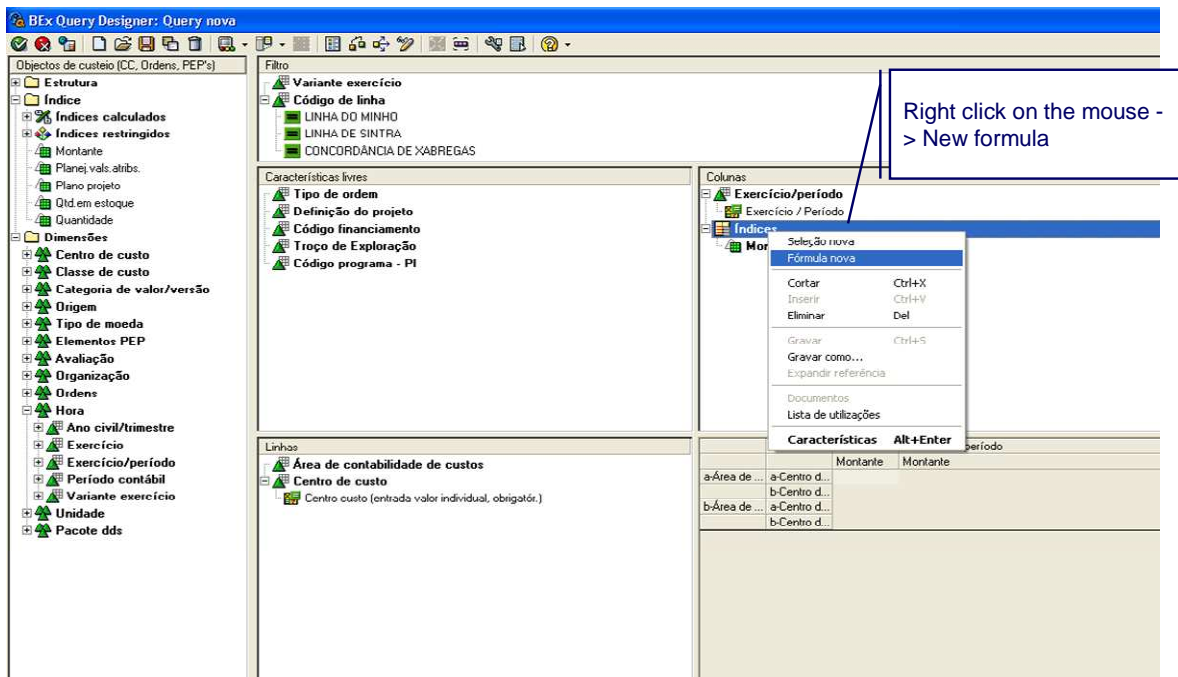 BEx Query Designer: Query nova
Objectos de custeio (CC, Ordens, PEP's)
Estrutura
Índice
Índices calculados
Índices restringidos
Montante
Planej.vals.atribs.
Plano projeto
Qtd.em estoque
Quantidade
Dimensões
Centro de custo
Classe de custo
Categoria de valor/versão
Origem
Tipo de moeda
Elementos PEP
Avaliação
Organização
Ordens
Hora
Ano civil/trimestre
Exercício
Exercício/período
Período contábil
Variante exercício
Unidade
Pacote dds
Filtro
Variante exercício
Código de linha
LINHA DO MINHO
LINHA DE SINTRA
CONCORDÂNCIA DE XABREGAS
Right click on the mouse -
> New formula
Características livres
Tipo de ordem
Definição do projeto
Código financiamento
Troço de Exploração
Código programa - PI
Colunas
Exercício/período
Exercício / Período
Índices
Mon
Seleção nova
Fórmula nova
Cortar Ctrl+X
Inserir Ctrl+V
Eliminar Del
Gravar Ctrl+S
Gravar como...
Expandir referência
Documentos
Lista de utilizações
Características Alt+Enter
Linhas
Área de contabilidade de custos
Centro de custo
Centro custo (entrada valor individual, obrigatór.)
período
Montante Montante
a-Área de ... a-Centro d...
b-Centro d...
b-Área de ... a-Centro d...
b-Centro d...